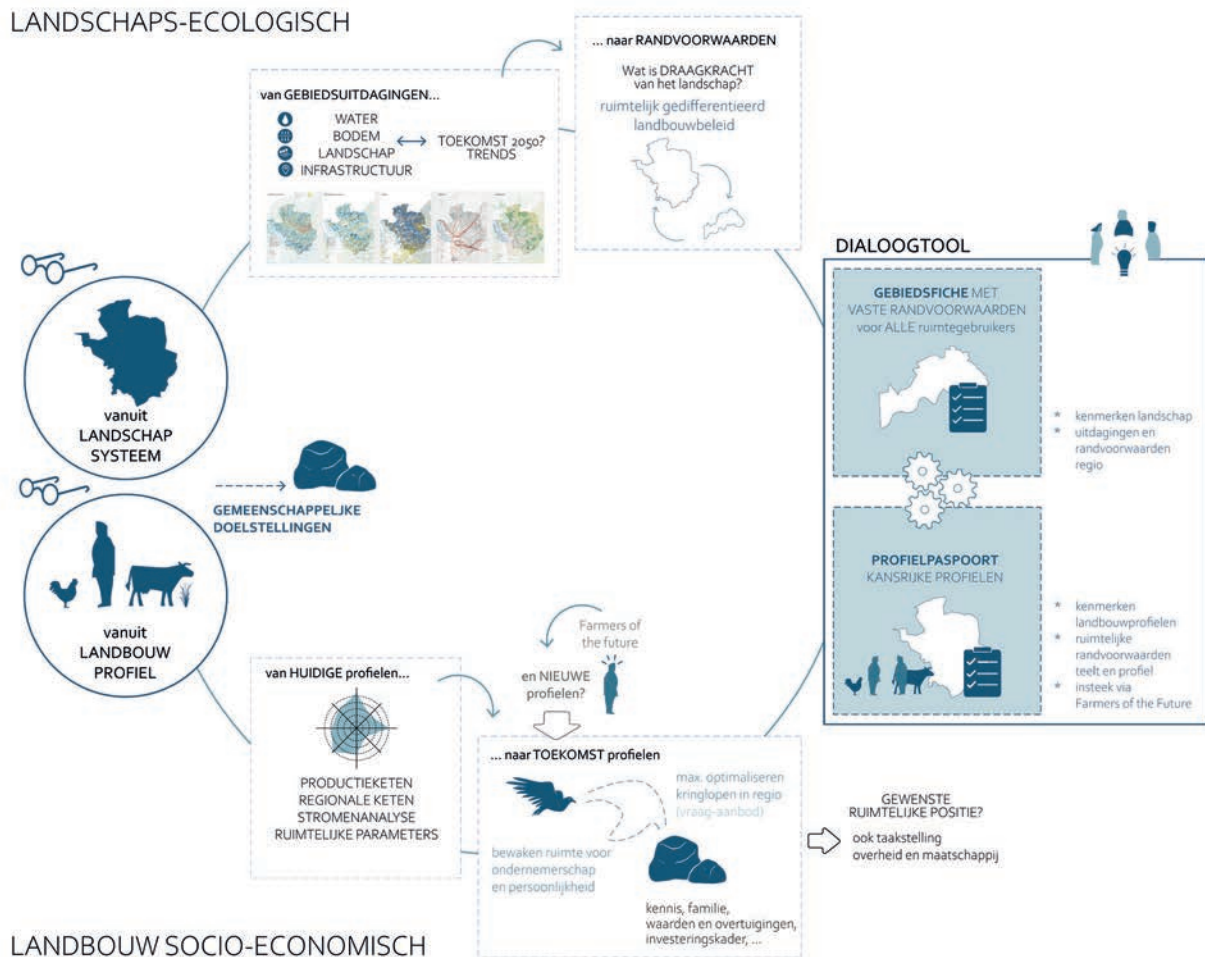 LANDSCHAPS-ECOLOGISCH
van GEBIEDSUITDAGINGEN...
WATER
BODEM
LANDSCHAP
INFRASTRUCTUUR
TOEKOMST 2050?
TRENDS
... naar RANDVOORWAARDEN
Wat is DRAAGKRACHT
van het landschap?
ruimtelijk gedifferentieerd
landbouwbeleid
vanuit
LANDSCHAP
SYSTEEM
GEMEENSCHAPPELIJKE
DOELSTELLINGEN
vanuit
LANDBOUW
PROFIEL
van HUIDIGE profielen...
PRODUCTIEKETEN
REGIONALE KETEN
STROMENANALYSE
RUIMTELIJKE PARAMETERS
Farmers of
the future
en NIEUWE
profielen?
... naar TOEKOMST profielen
max. optimaliseren
kringlopen in regio
(vraag-aanbod)
bewaken ruimte voor
ondernemerschap
en persoonlijkheid
kennis, familie,
waarden en overtuigingen,
investeringskader, ...
GEWENSTE
RUIMTELIJKE POSITIE?
ook taakstelling
overheid en maatschappij
DIALOOGTOOL
GEBIEDSFICHE MET
VASTE RANDVOORWAARDEN
voor ALLE ruimtegebruikers
* kenmerken landschap
* uitdagingen en
randvoorwaarden
regio
PROFIELPASPOORT
KANSRIJKE PROFIELEN
* kenmerken
landbouwprofielen
* ruimtelijke
randvoorwaarden
teelt en profiel
* insteek via
Farmers of the Future
LANDBOUW SOCIO-ECONOMISCH